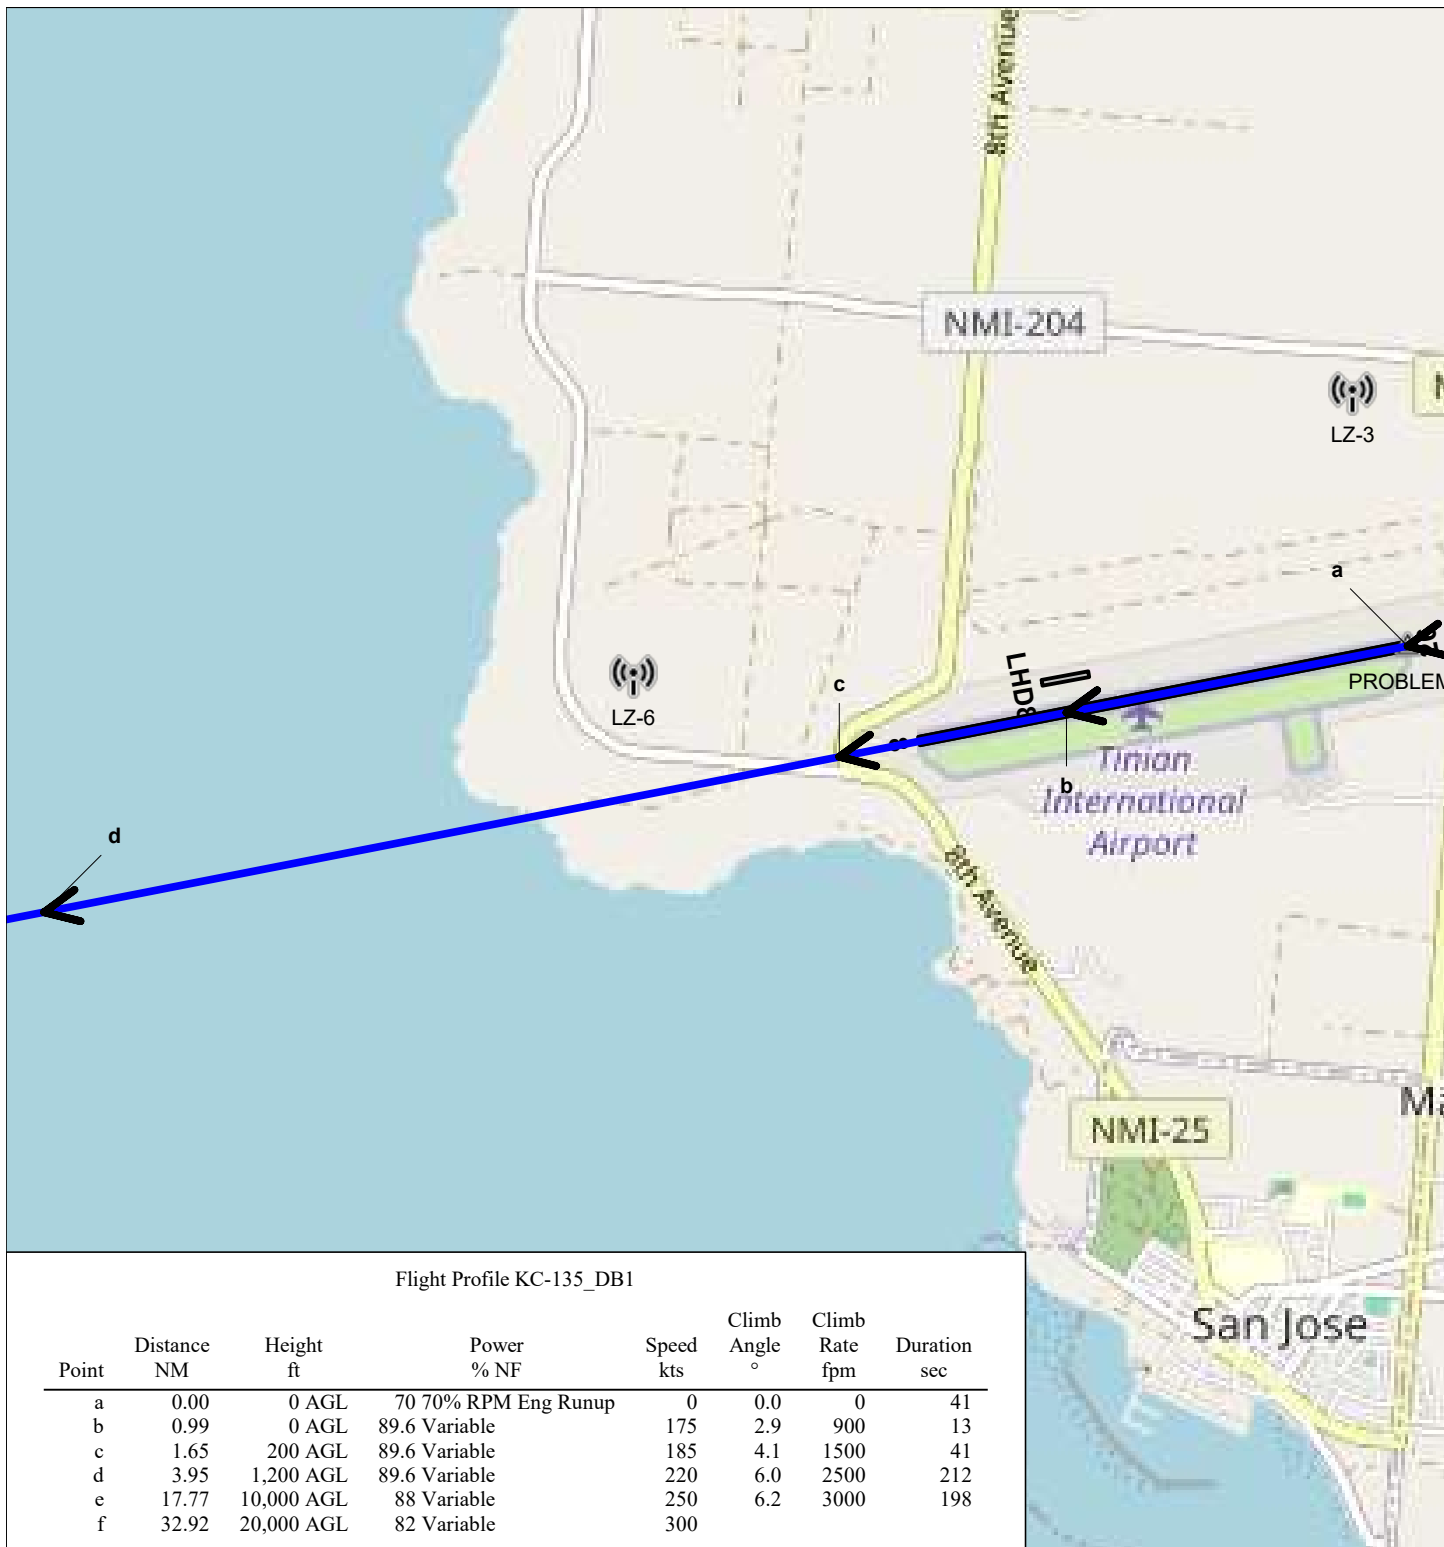 8th Avenue
NMI-204
N
LZ-3
a
LHD8
PROBLEM
c
LZ-6
8
b
Tinian
International
Airport
d
8th Avenue
Ma
NMI-25
San Jose
Flight Profile KC-135_DB1
Point Distance NM Height ft Power % NF Speed kts Climb Angle ° Climb Rate fpm Duration sec
a 0.00 0 AGL 70 70% RPM Eng Runup 0 0.0 0 41
b 0.99 0 AGL 89.6 Variable 175 2.9 900 13
c 1.65 200 AGL 89.6 Variable 185 4.1 1500 41
d 3.95 1,200 AGL 89.6 Variable 220 6.0 2500 212
e 17.77 10,000 AGL 88 Variable 250 6.2 3000 198
f 32.92 20,000 AGL 82 Variable 300